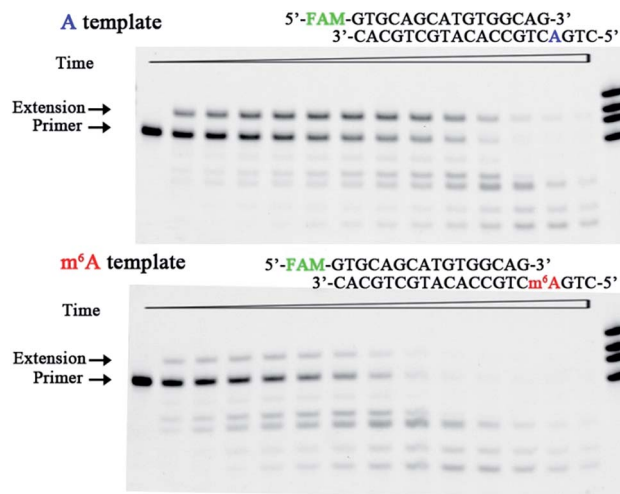 A template
5'-FAM-GTGCAGCATGTGGCAG-3'
3'-CACGTCGTACACCGTCAGTC-5'
Time
Extension
Primer
m⁶A template
5'-FAM-GTGCAGCATGTGGCAG-3'
3'-CACGTCGTACACCGTCm⁶AGTC-5'
Time
Extension
Primer